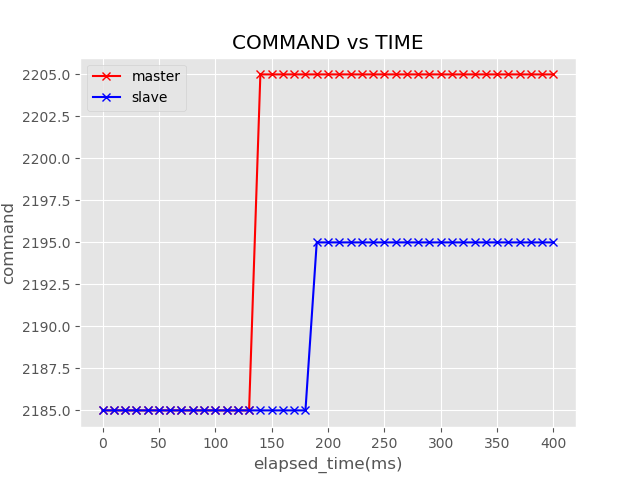 COMMAND vs TIME
master
slave
2205.0
2202.5
2200.0
2197.5
2195.0
2192.5
2190.0
2187.5
2185.0
command
0 50 100 150 200 250 300 350 400
elapsed_time(ms)